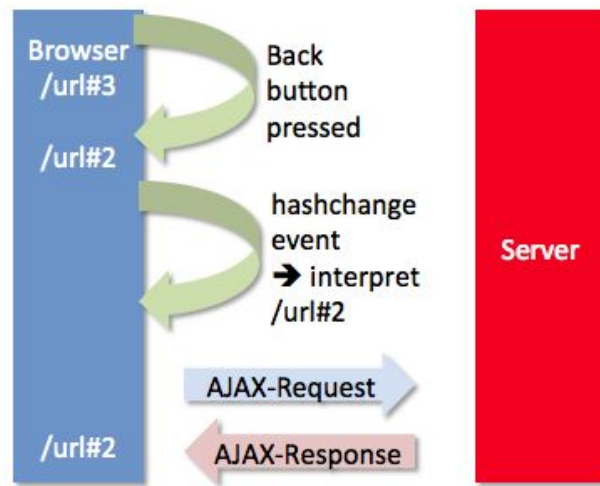 Browser
/url#3
Back
button
pressed
/url#2
hashchange
event
➔ interpret
/url#2
Server
AJAX-Request
AJAX-Response
/url#2